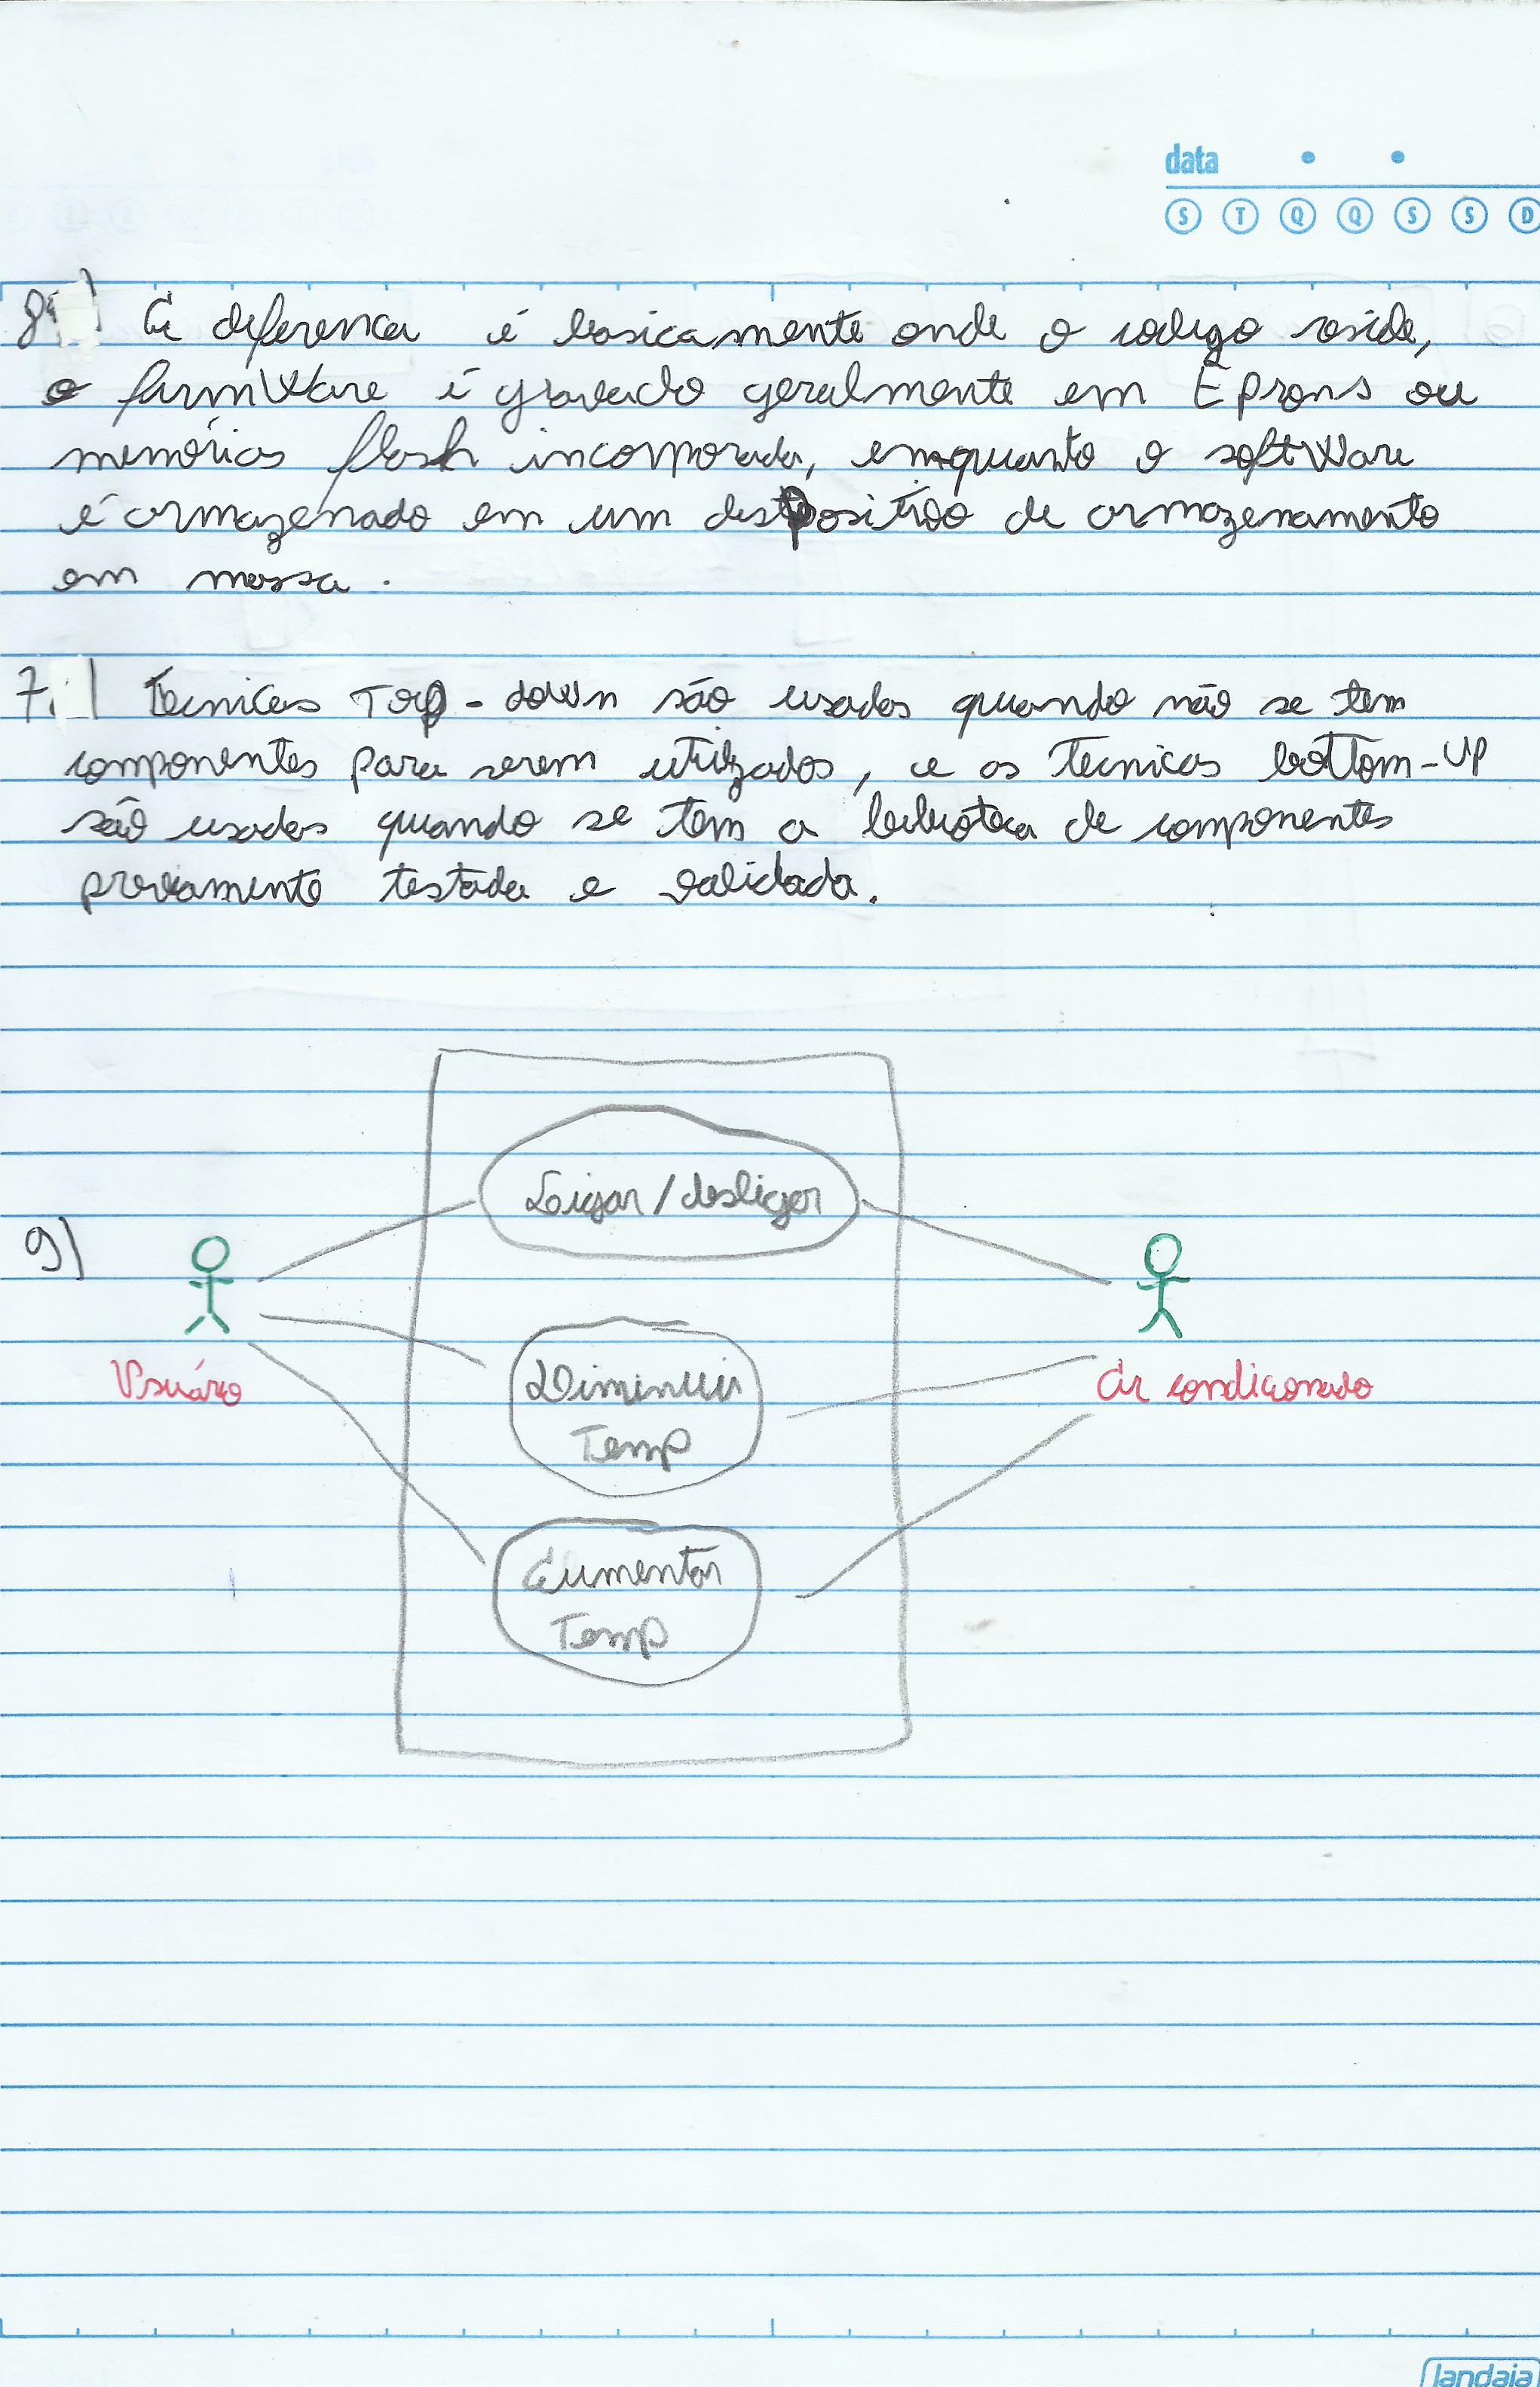 data
S T Q Q S S D
8) A diferença é basicamente onde o codigo reside,
o firmware é gravado geralmente em Eprons ou
memórias flash incorporada, emquanto o software
é armazenado em um dispositivo de armazenamento
em massa.
7) Tecnicas Top-down são usadas quando não se tem
componentes para serem utilizados, e as tecnicas bottom-up
são usadas quando se tem a biblioteca de componentes
previamente testada e validada.
Ligar/desligar
9)
Diminuir
Temp
Usuário
Ar condicionado
Aumentar
Temp
landaia